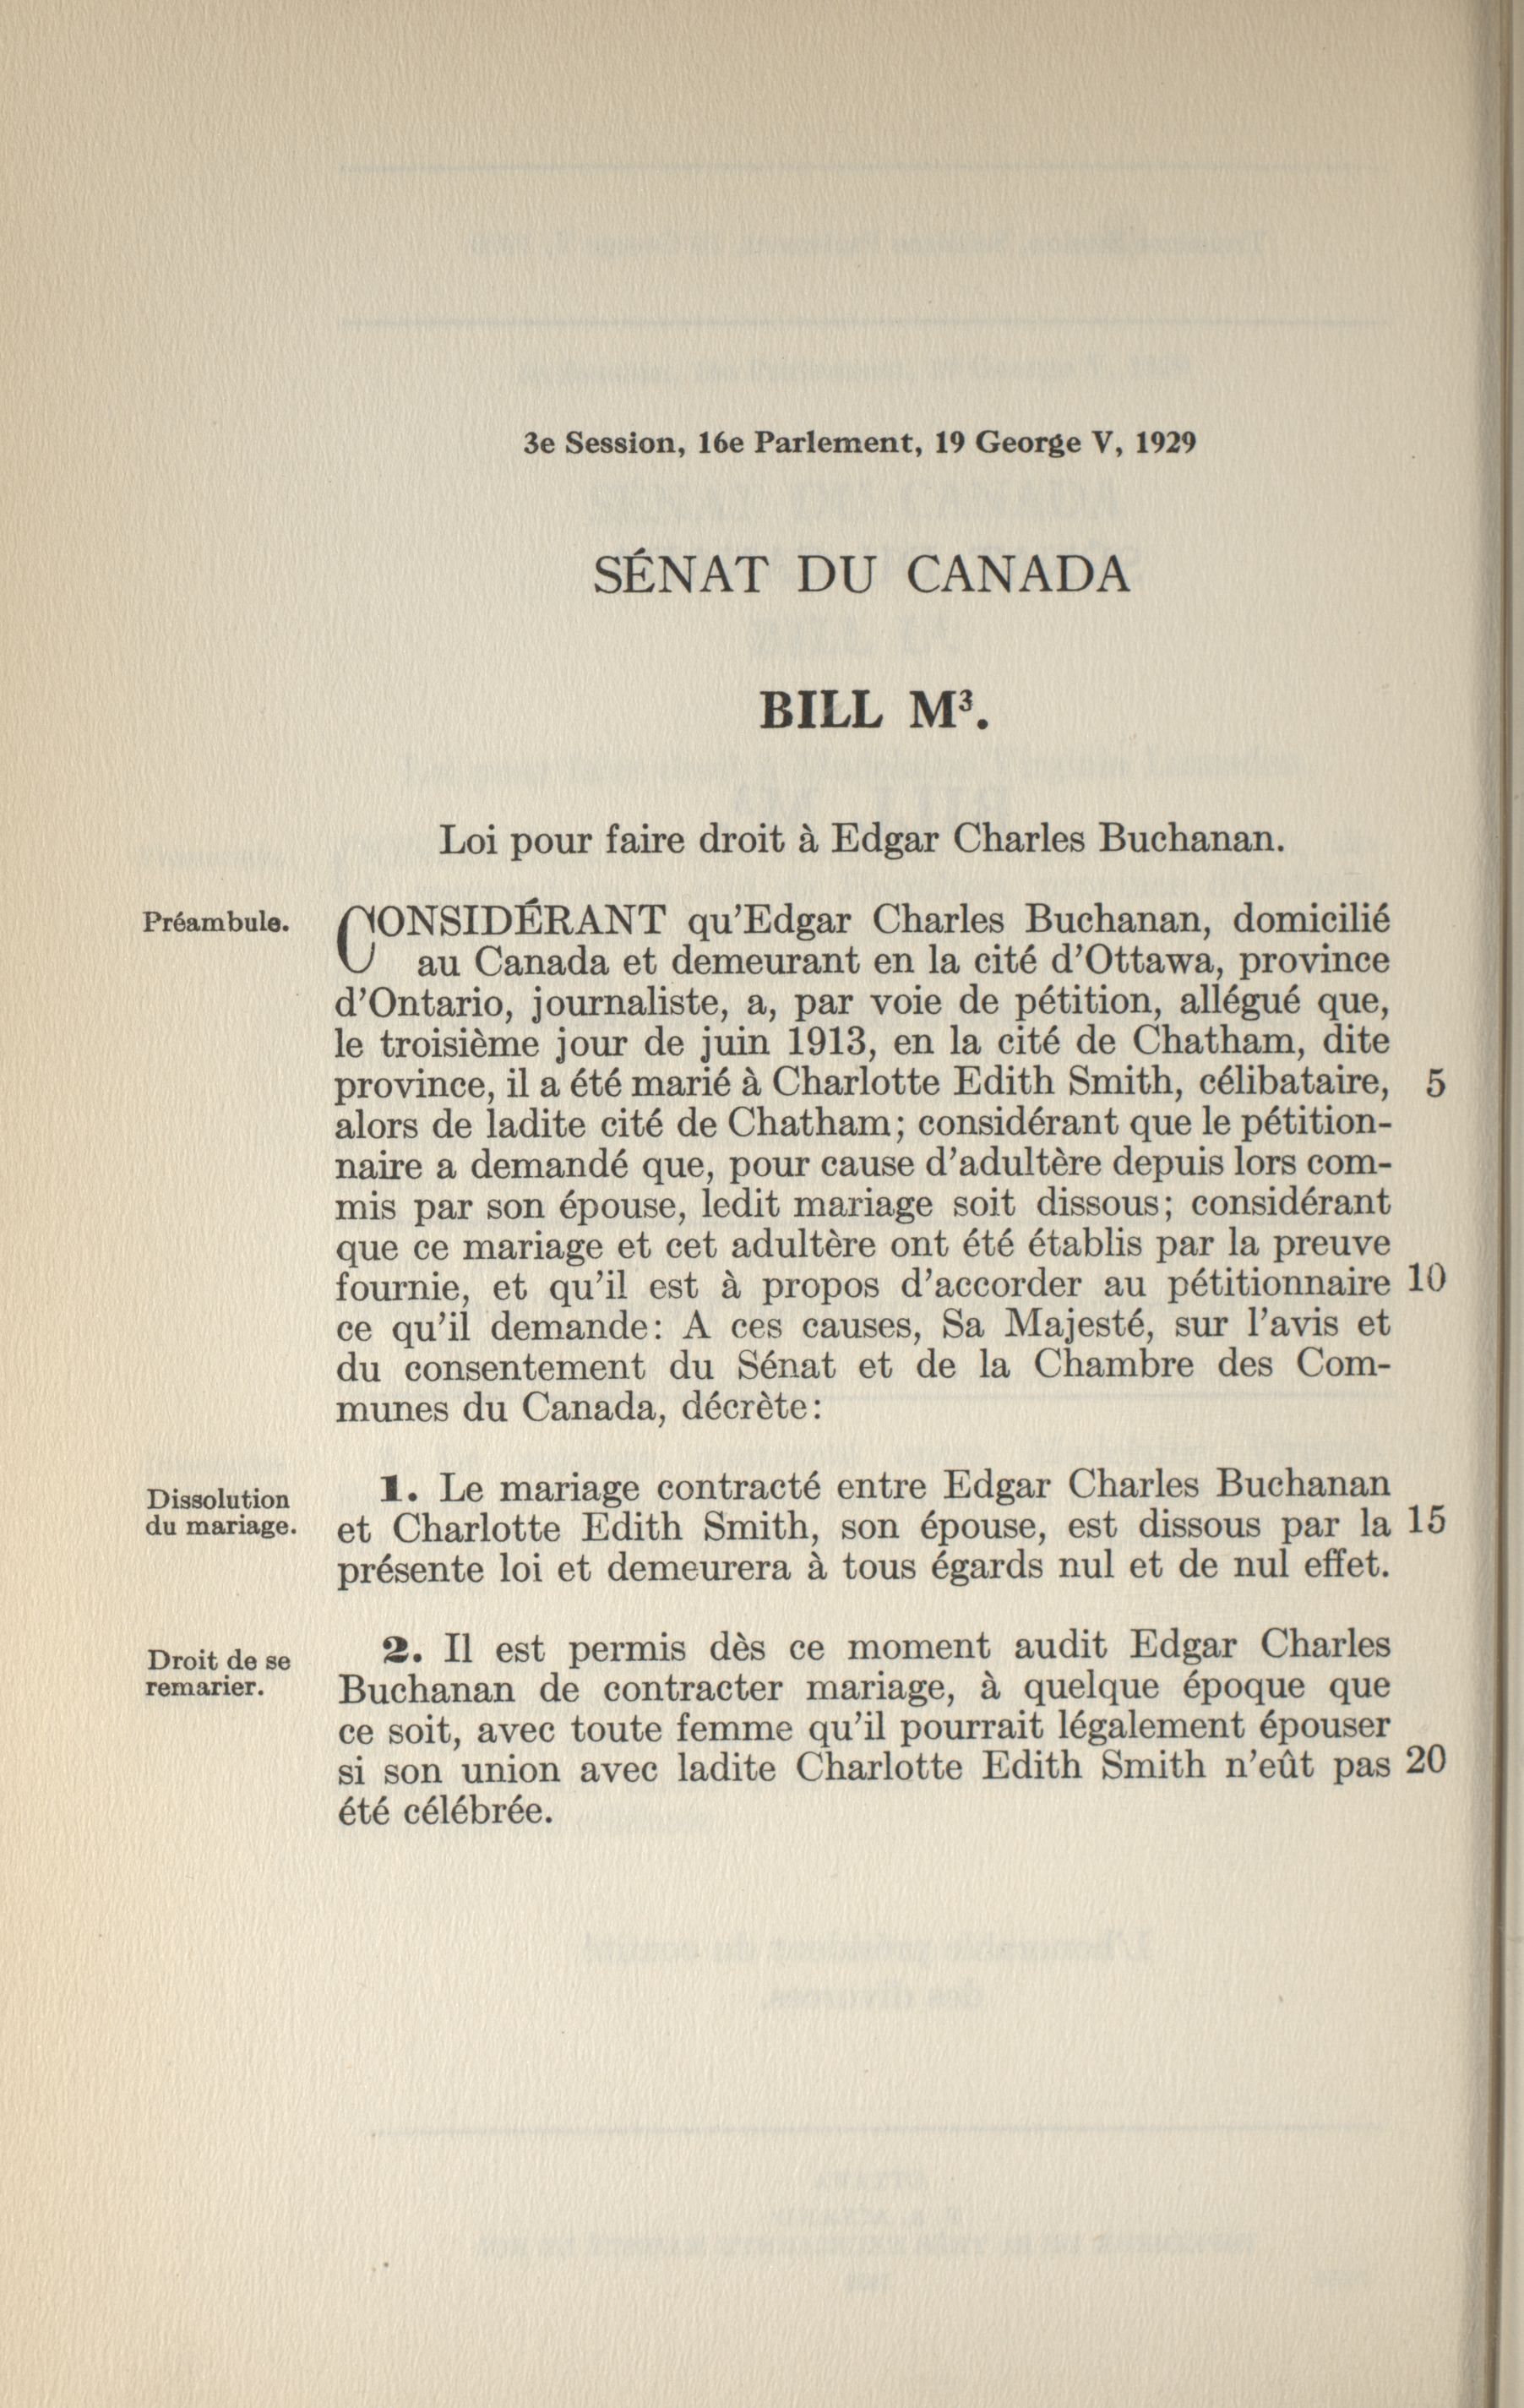 3e Session, 16e Parlement, 19 George V, 1929
SÉNAT DU CANADA
BILL M³.
Loi pour faire droit à Edgar Charles Buchanan.
Préambule.
CONSIDÉRANT qu'Edgar Charles Buchanan, domicilié
au Canada et demeurant en la cité d'Ottawa, province
d'Ontario, journaliste, a, par voie de pétition, allégué que,
le troisième jour de juin 1913, en la cité de Chatham, dite
province, il a été marié à Charlotte Edith Smith, célibataire, 5
alors de ladite cité de Chatham; considérant que le pétition-
naire a demandé que, pour cause d'adultère depuis lors com-
mis par son épouse, ledit mariage soit dissous; considérant
que ce mariage et cet adultère ont été établis par la preuve
fournie, et qu'il est à propos d'accorder au pétitionnaire 10
ce qu'il demande: A ces causes, Sa Majesté, sur l'avis et
du consentement du Sénat et de la Chambre des Com-
munes du Canada, décrète:
Dissolution
du mariage.
1. Le mariage contracté entre Edgar Charles Buchanan
et Charlotte Edith Smith, son épouse, est dissous par la 15
présente loi et demeurera à tous égards nul et de nul effet.
Droit de se
remarier.
2. Il est permis dès ce moment audit Edgar Charles
Buchanan de contracter mariage, à quelque époque que
ce soit, avec toute femme qu'il pourrait légalement épouser
si son union avec ladite Charlotte Edith Smith n'eût pas 20
été célébrée.